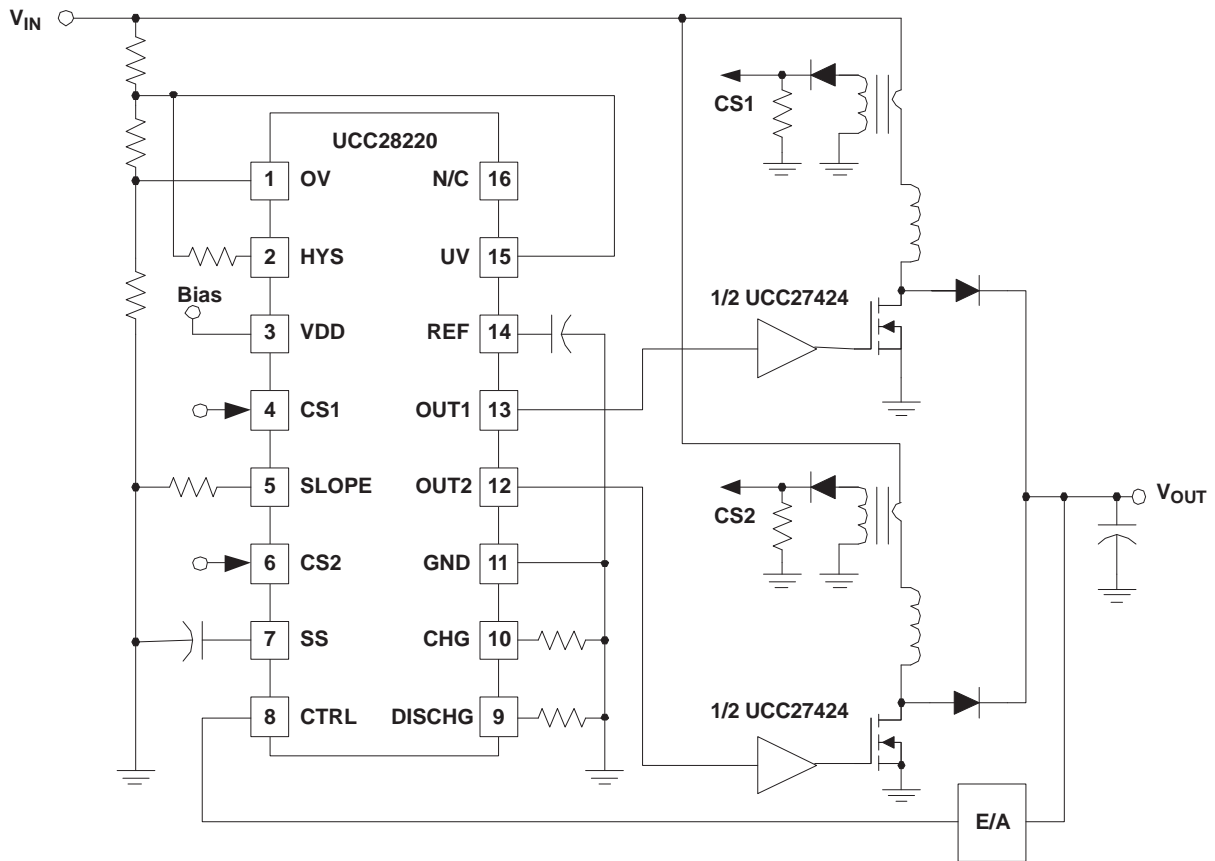 VIN
CS1
UCC28220
1 OV N/C 16
2 HYS UV 15
Bias
1/2 UCC27424
3 VDD REF 14
4 CS1 OUT1 13
5 SLOPE OUT2 12
CS2
VOUT
6 CS2 GND 11
7 SS CHG 10
8 CTRL DISCHG 9
1/2 UCC27424
E/A